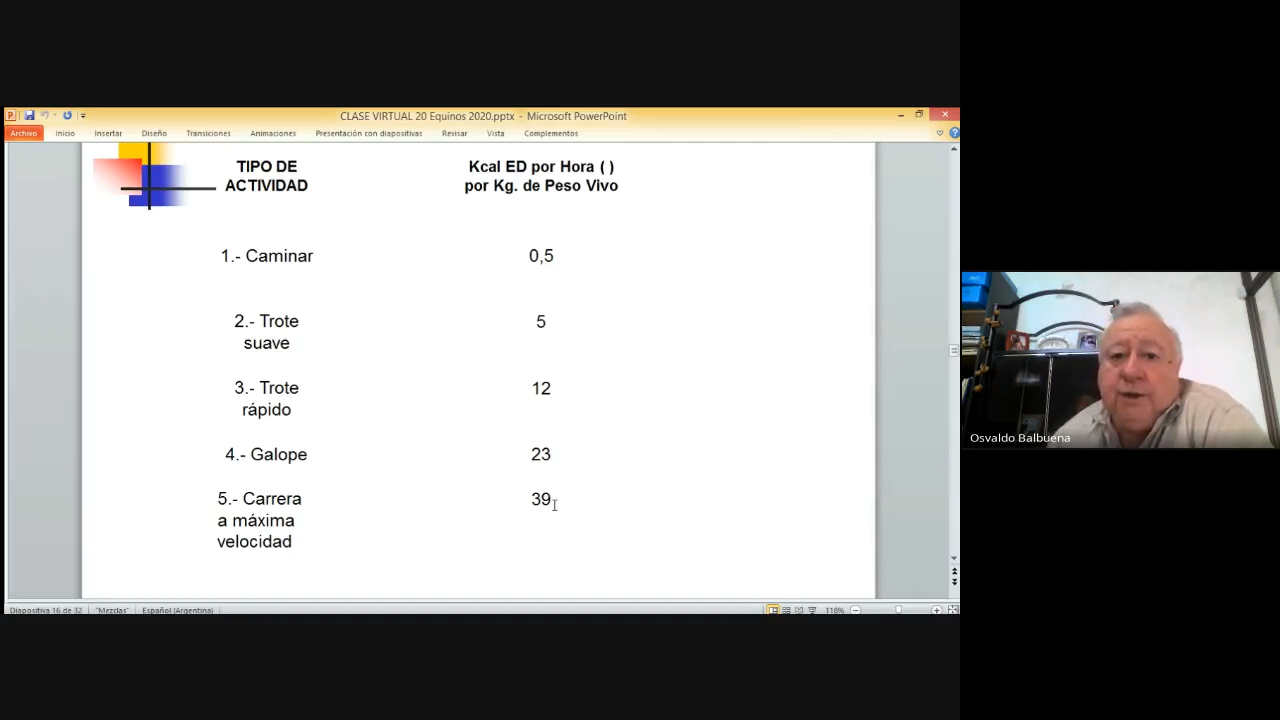 CLASE VIRTUAL 20 Equinos 2020.pptx - Microsoft PowerPoint
Archivo Inicio Insertar Diseño Transiciones Animaciones Presentación con diapositivas Revisar Vista Complementos
TIPO DE
ACTIVIDAD
Kcal ED por Hora ( )
por Kg. de Peso Vivo
1.- Caminar 0,5
2.- Trote
suave
5
3.- Trote
rápido
12
4.- Galope 23
5.- Carrera
a máxima
velocidad
39
Osvaldo Balbuena
Diapositiva 16 de 32 "Mezclas" Español (Argentina) 118%